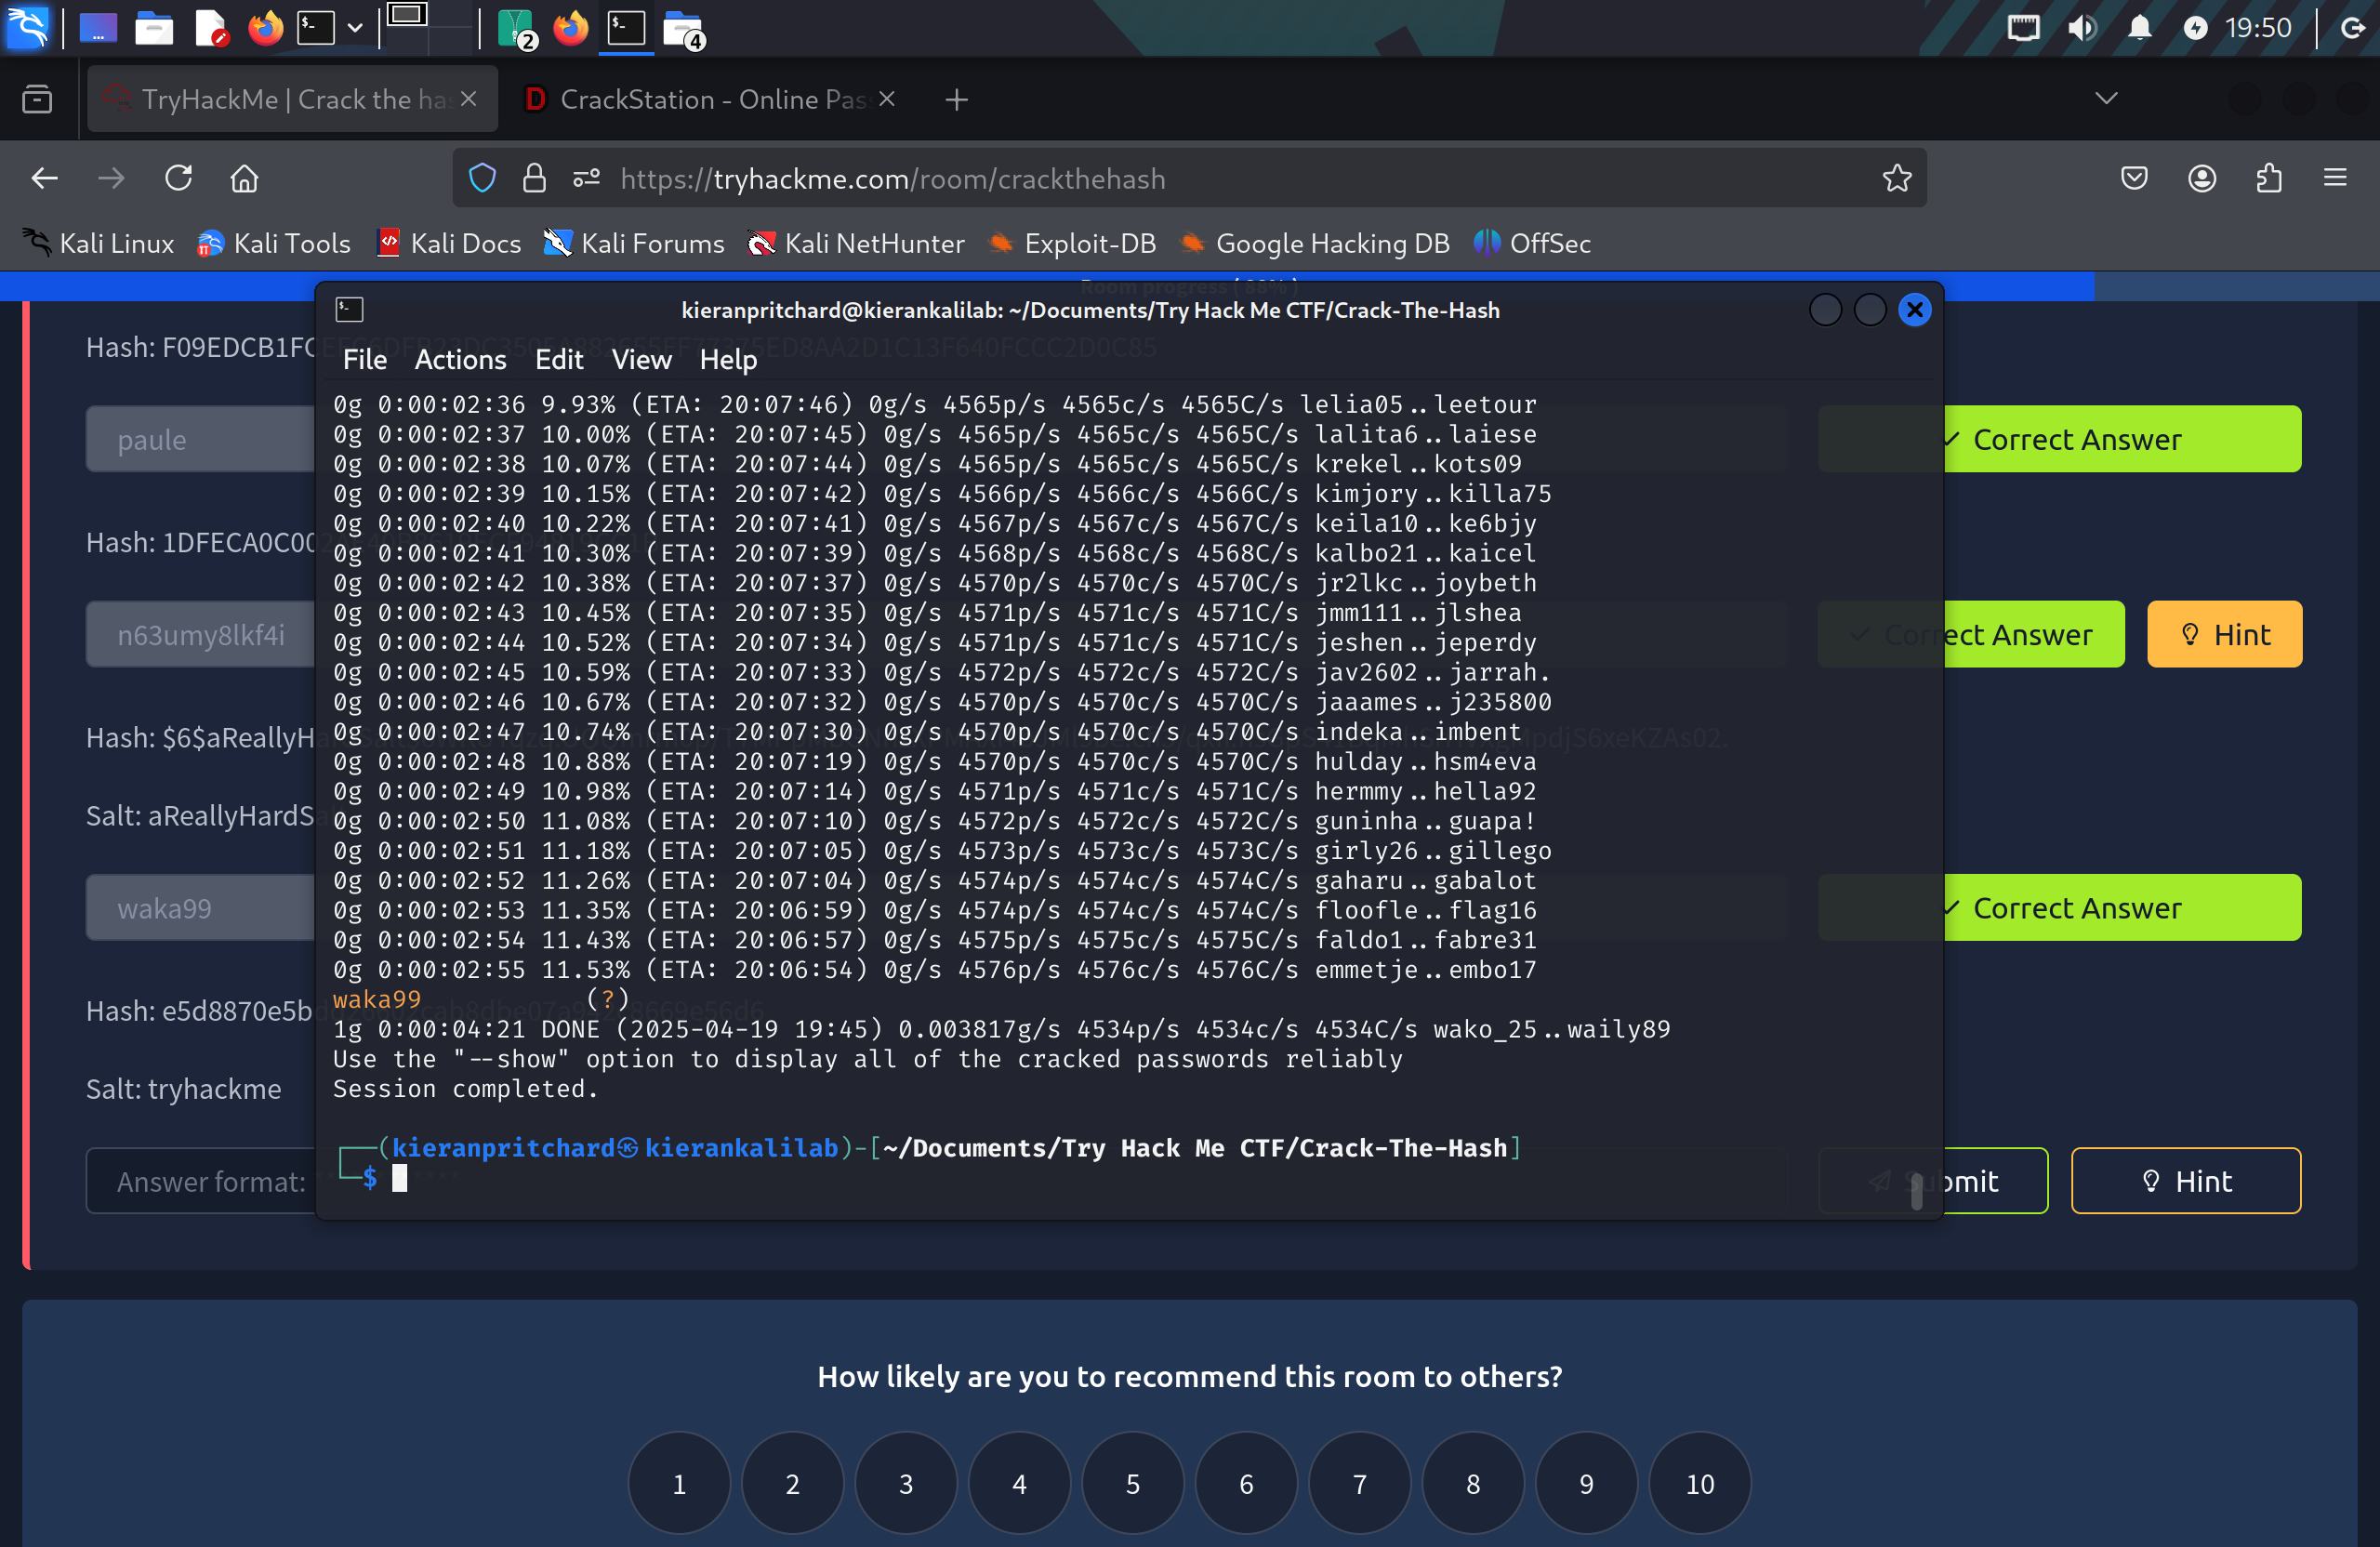 2
4
19:50
TryHackMe | Crack the has
CrackStation - Online Pas
https://tryhackme.com/room/crackthehash
Kali Linux
Kali Tools
Kali Docs
Kali Forums
Kali NetHunter
Exploit-DB
Google Hacking DB
OffSec
Room progress ( 88% )
kieranpritchard@kierankalilab: ~/Documents/Try Hack Me CTF/Crack-The-Hash
File Actions Edit View Help
Hash:
paule
Correct Answer
Hash:
n63umy8lkf4i
Correct Answer
Hint
Hash:
Salt:
waka99
Correct Answer
Hash:
Salt: tryhackme
Answer format:
Submit
Hint
0g 0:00:02:36 9.93% (ETA: 20:07:46) 0g/s 4565p/s 4565c/s 4565C/s lelia05..leetour
0g 0:00:02:37 10.00% (ETA: 20:07:45) 0g/s 4565p/s 4565c/s 4565C/s lalita6..laiese
0g 0:00:02:38 10.07% (ETA: 20:07:44) 0g/s 4565p/s 4565c/s 4565C/s krekel..kots09
0g 0:00:02:39 10.15% (ETA: 20:07:42) 0g/s 4566p/s 4566c/s 4566C/s kimjory..killa75
0g 0:00:02:40 10.22% (ETA: 20:07:41) 0g/s 4567p/s 4567c/s 4567C/s keila10..ke6bjy
0g 0:00:02:41 10.30% (ETA: 20:07:39) 0g/s 4568p/s 4568c/s 4568C/s kalbo21..kaicel
0g 0:00:02:42 10.38% (ETA: 20:07:37) 0g/s 4570p/s 4570c/s 4570C/s jr2lkc..joybeth
0g 0:00:02:43 10.45% (ETA: 20:07:35) 0g/s 4571p/s 4571c/s 4571C/s jmm111..jlshea
0g 0:00:02:44 10.52% (ETA: 20:07:34) 0g/s 4571p/s 4571c/s 4571C/s jeshen..jeperdy
0g 0:00:02:45 10.59% (ETA: 20:07:33) 0g/s 4572p/s 4572c/s 4572C/s jav2602..jarrah.
0g 0:00:02:46 10.67% (ETA: 20:07:32) 0g/s 4570p/s 4570c/s 4570C/s jaaames..j235800
0g 0:00:02:47 10.74% (ETA: 20:07:30) 0g/s 4570p/s 4570c/s 4570C/s indeka..imbent
0g 0:00:02:48 10.88% (ETA: 20:07:19) 0g/s 4570p/s 4570c/s 4570C/s hulday..hsm4eva
0g 0:00:02:49 10.98% (ETA: 20:07:14) 0g/s 4571p/s 4571c/s 4571C/s hermmy..hella92
0g 0:00:02:50 11.08% (ETA: 20:07:10) 0g/s 4572p/s 4572c/s 4572C/s guninha..guapa!
0g 0:00:02:51 11.18% (ETA: 20:07:05) 0g/s 4573p/s 4573c/s 4573C/s girly26..gillego
0g 0:00:02:52 11.26% (ETA: 20:07:04) 0g/s 4574p/s 4574c/s 4574C/s gaharu..gabalot
0g 0:00:02:53 11.35% (ETA: 20:06:59) 0g/s 4574p/s 4574c/s 4574C/s floofle..flag16
0g 0:00:02:54 11.43% (ETA: 20:06:57) 0g/s 4575p/s 4575c/s 4575C/s faldo1..fabre31
0g 0:00:02:55 11.53% (ETA: 20:06:54) 0g/s 4576p/s 4576c/s 4576C/s emmetje..embo17
waka99 (?)
1g 0:00:04:21 DONE (2025-04-19 19:45) 0.003817g/s 4534p/s 4534c/s 4534C/s wako_25..waily89
Use the "--show" option to display all of the cracked passwords reliably
Session completed.
(kieranpritchard㉿kierankalilab)-[~/Documents/Try Hack Me CTF/Crack-The-Hash]
$
How likely are you to recommend this room to others?
1 2 3 4 5 6 7 8 9 10